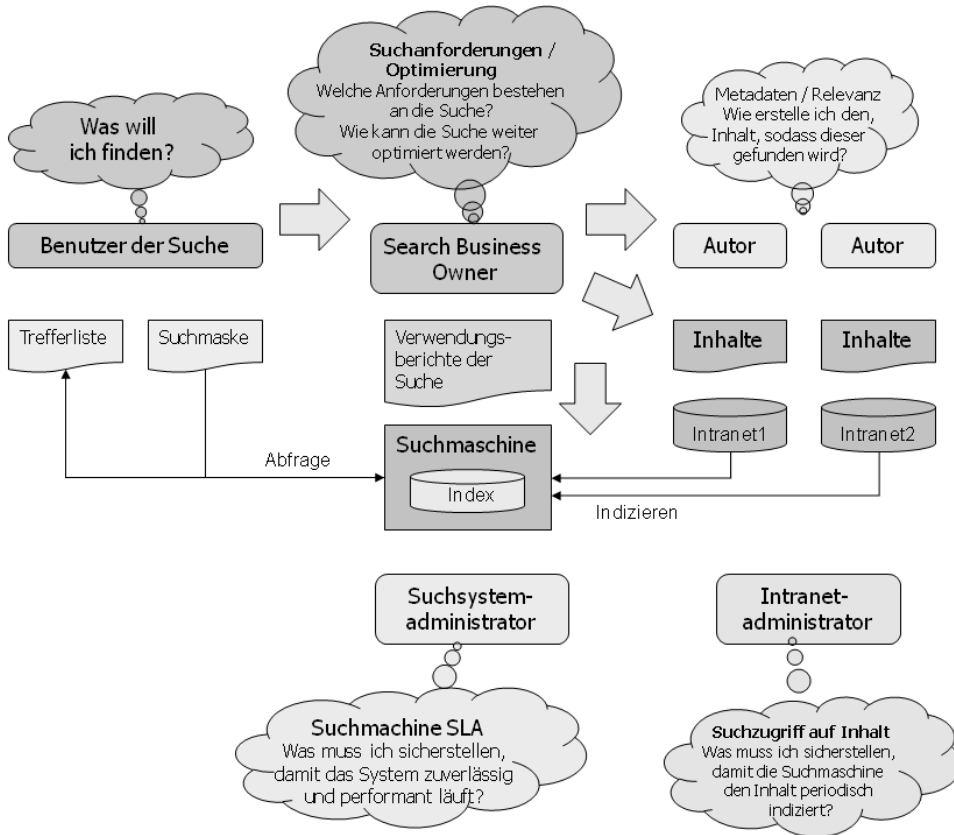 Suchanforderungen /
Optimierung
Welche Anforderungen bestehen
an die Suche?
Wie kann die Suche weiter
optimiert werden?
Was will
ich finden?
Metadaten / Relevanz
Wie erstelle ich den,
Inhalt, sodass dieser
gefunden wird?
Benutzer der Suche
Search Business
Owner
Autor
Autor
Trefferliste
Suchmaske
Verwendungs-
berichte der
Suche
Inhalte
Inhalte
Intranet1
Intranet2
Suchmaschine
Abfrage
Index
Indizieren
Suchsystem-
administrator
Intranet-
administrator
Suchmachine SLA
Was muss ich sicherstellen,
damit das System zuverlässig
und performant läuft?
Suchzugriff auf Inhalt
Was muss ich sicherstellen,
damit die Suchmaschine
den Inhalt periodisch
indiziert?